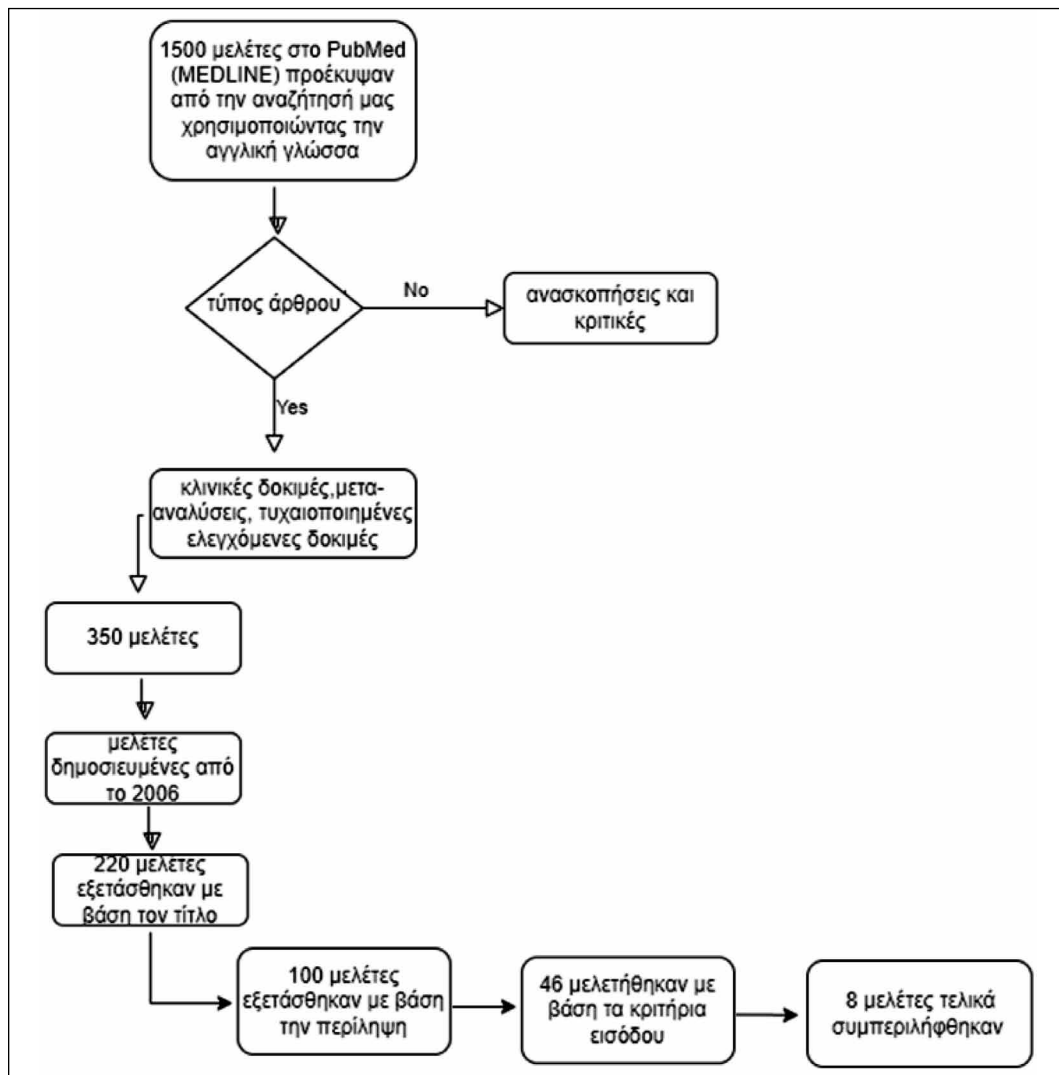 1500 μελέτες στο PubMed
(MEDLINE) προέκυψαν
από την αναζήτησή μας
χρησιμοποιώντας την
αγγλική γλώσσα
τύπος άρθρου
No
ανασκοπήσεις και
κριτικές
Yes
κλινικές δοκιμές,μετα-
αναλύσεις, τυχαιοποιημένες
ελεγχόμενες δοκιμές
350 μελέτες
μελέτες
δημοσιευμένες από
το 2006
220 μελέτες
εξετάσθηκαν με
βάση τον τίτλο
100 μελέτες
εξετάσθηκαν με βάση
την περίληψη
46 μελετήθηκαν με
βάση τα κριτήρια
εισόδου
8 μελέτες τελικά
συμπεριλήφθηκαν